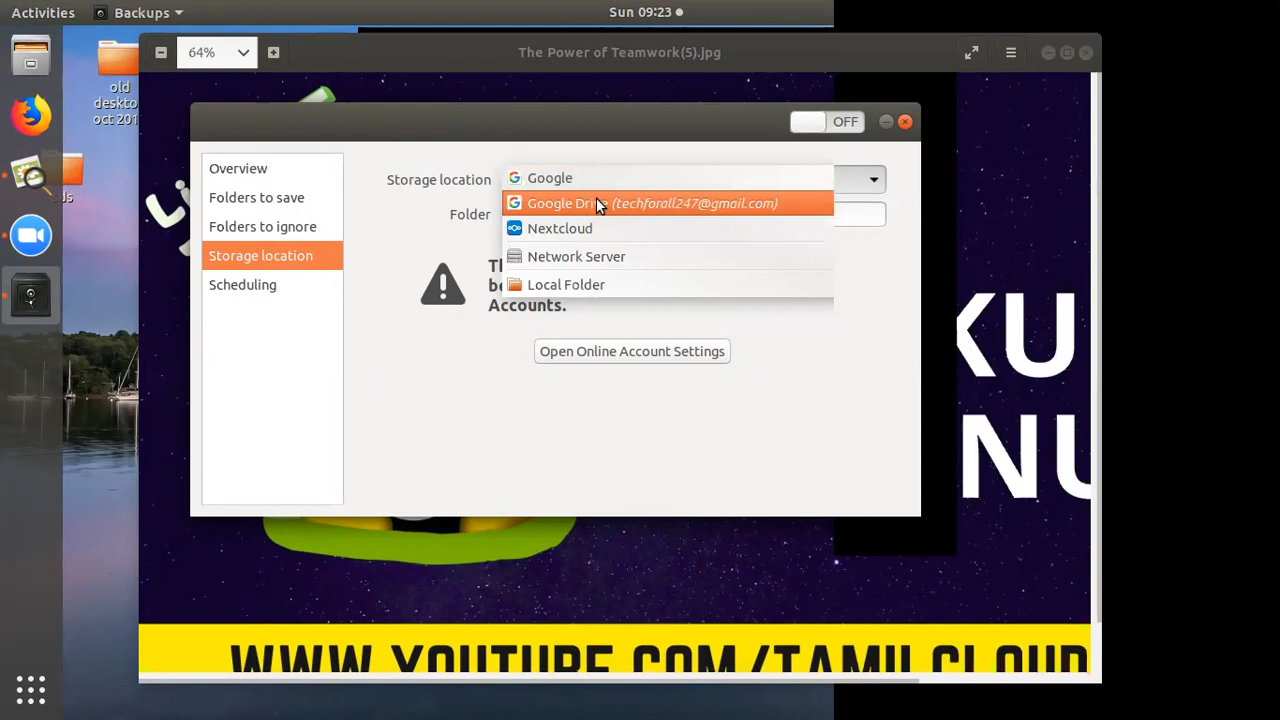 Activities
Backups
Sun 09:23
64%
The Power of Teamwork(5).jpg
old
deskto
oct 201
OFF
Overview
Folders to save
Folders to ignore
Storage location
Scheduling
Storage location
Folder
Google
Google Drive (techforall247@gmail.com)
Nextcloud
Network Server
Local Folder
Accounts.
Open Online Account Settings
KU
NU
WWW.YOUTUBE.COM/TAMILCLOUD